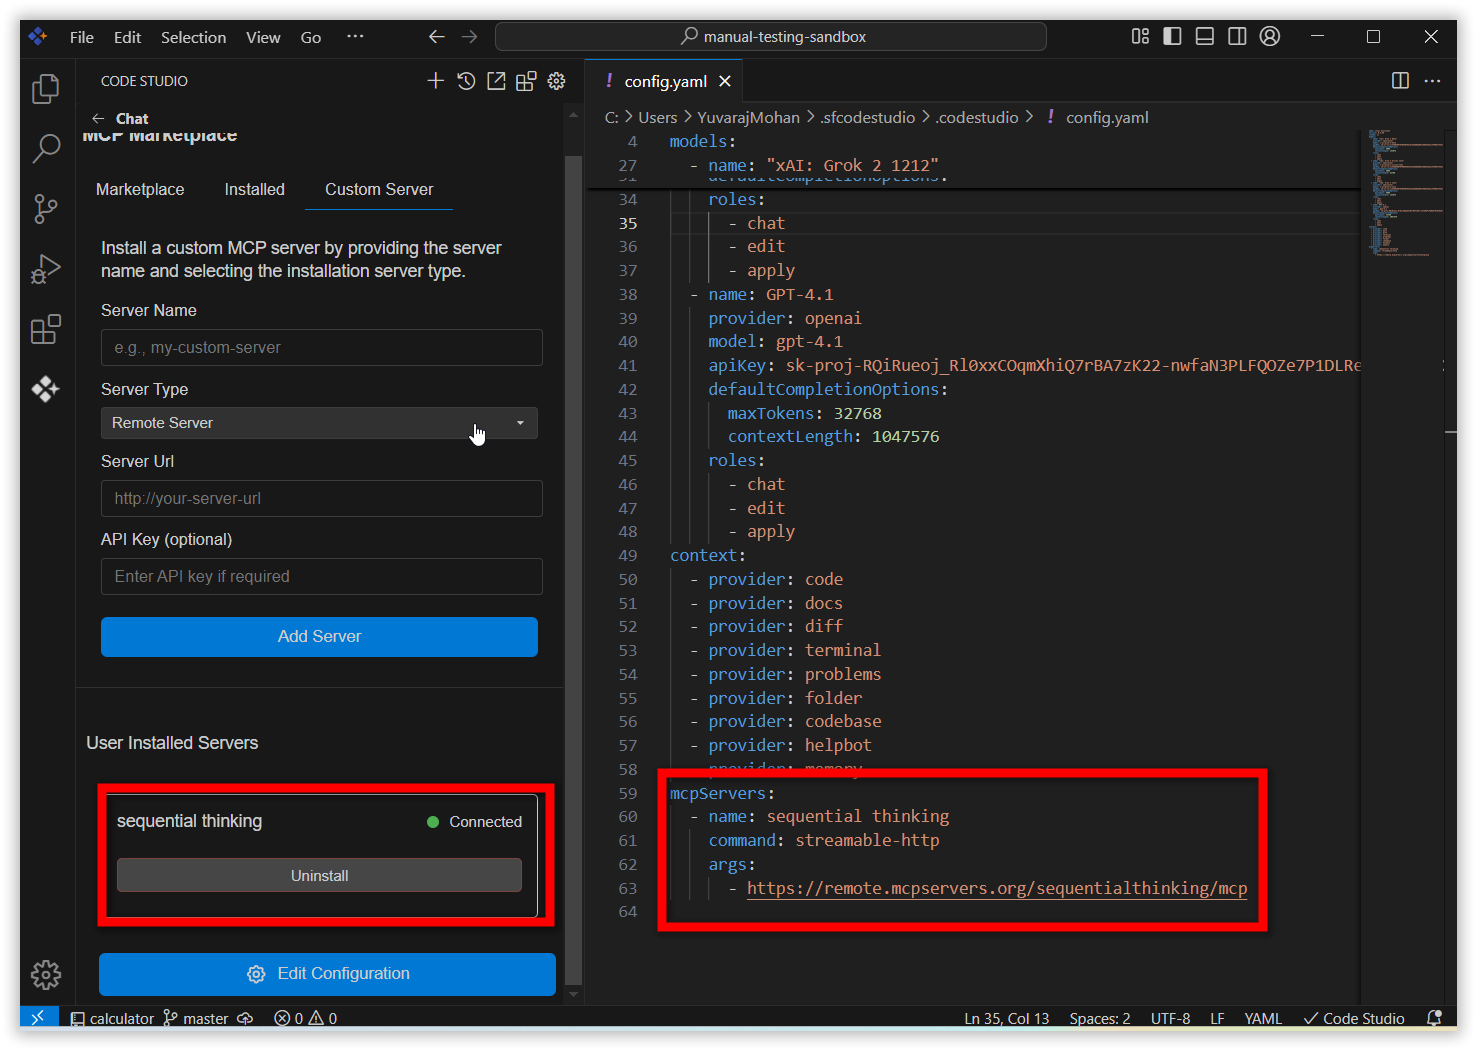 File Edit Selection View Go ···
manual-testing-sandbox
CODE STUDIO
Chat
MCP Marketplace
Marketplace Installed Custom Server
Install a custom MCP server by providing the server
name and selecting the installation server type.
Server Name
e.g., my-custom-server
Server Type
Remote Server
Server Url
http://your-server-url
API Key (optional)
Enter API key if required
Add Server
User Installed Servers
sequential thinking Connected
Uninstall
Edit Configuration
! config.yaml
C: > Users > YuvarajMohan > .sfcodestudio > .codestudio > ! config.yaml
4 models:
27 - name: "xAI: Grok 2 1212"
31 defaultCompletionOptions:
34 roles:
35 - chat
36 - edit
37 - apply
38 - name: GPT-4.1
39 provider: openai
40 model: gpt-4.1
41 apiKey: sk-proj-RQiRueoj_Rl0xxCOqmXhiQ7rBA7zK22-nwfaN3PLFQOZe7P1DLRe
42 defaultCompletionOptions:
43 maxTokens: 32768
44 contextLength: 1047576
45 roles:
46 - chat
47 - edit
48 - apply
49 context:
50 - provider: code
51 - provider: docs
52 - provider: diff
53 - provider: terminal
54 - provider: problems
55 - provider: folder
56 - provider: codebase
57 - provider: helpbot
58 - provider: memory
59 mcpServers:
60 - name: sequential thinking
61 command: streamable-http
62 args:
63 - https://remote.mcpservers.org/sequentialthinking/mcp
64
calculator master 0 0 Ln 35, Col 13 Spaces: 2 UTF-8 LF YAML Code Studio